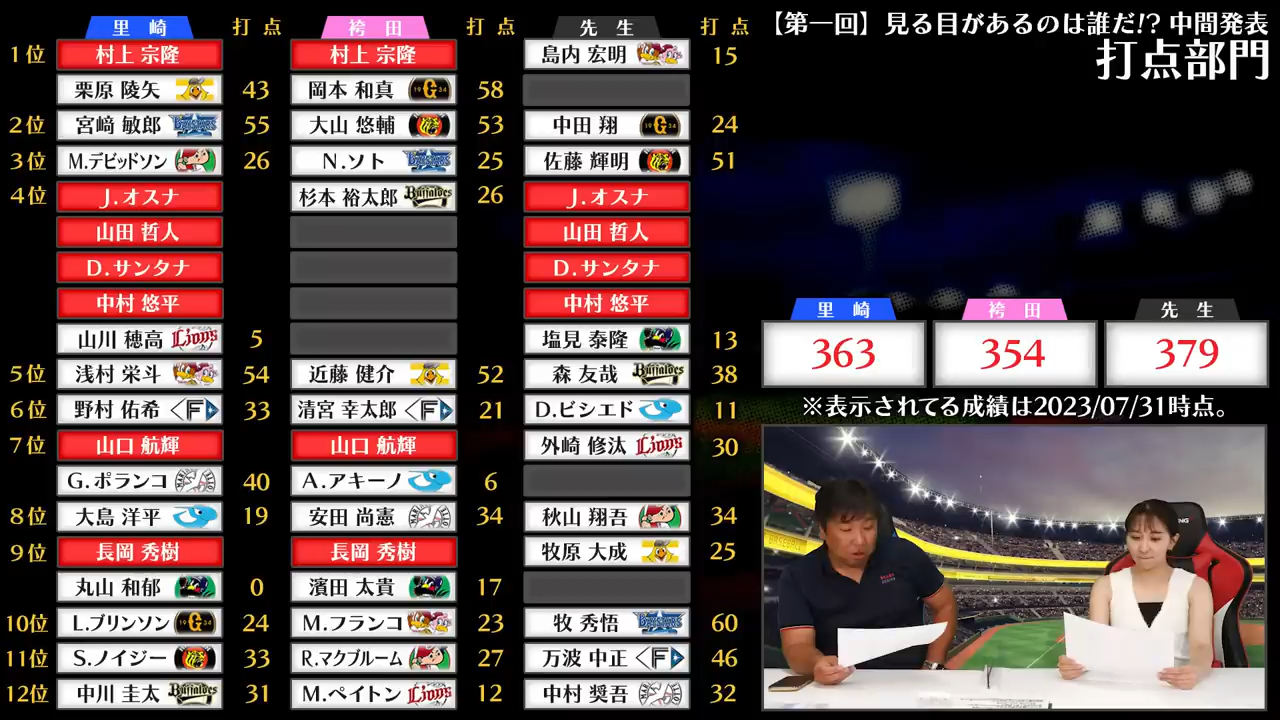 里崎 打点 袴田 打点 先生 打点
【第一回】見る目があるのは誰だ!? 中間発表
打点部門
1位 村上 宗隆 村上 宗隆 島内 宏明 15
栗原 陵矢 43 岡本 和真 58
2位 宮﨑 敏郎 55 大山 悠輔 53 中田 翔 24
3位 M.デビッドソン 26 N.ソト 25 佐藤 輝明 51
4位 J.オスナ 杉本 裕太郎 26 J.オスナ
山田 哲人 山田 哲人
D.サンタナ D.サンタナ
中村 悠平 中村 悠平
山川 穂高 5 塩見 泰隆 13
5位 浅村 栄斗 54 近藤 健介 52 森 友哉 38
6位 野村 佑希 33 清宮 幸太郎 21 D.ビシエド 11
7位 山口 航輝 山口 航輝 外崎 修汰 30
G.ポランコ 40 A.アキーノ 6
8位 大島 洋平 19 安田 尚憲 34 秋山 翔吾 34
9位 長岡 秀樹 長岡 秀樹 牧原 大成 25
丸山 和郁 0 濱田 太貴 17
10位 L.ブリンソン 24 M.フランコ 23 牧 秀悟 60
11位 S.ノイジー 33 R.マクブルーム 27 万波 中正 46
12位 中川 圭太 31 M.ペイトン 12 中村 奨吾 32
里崎 袴田 先生
363 354 379
※表示されてる成績は2023/07/31時点。